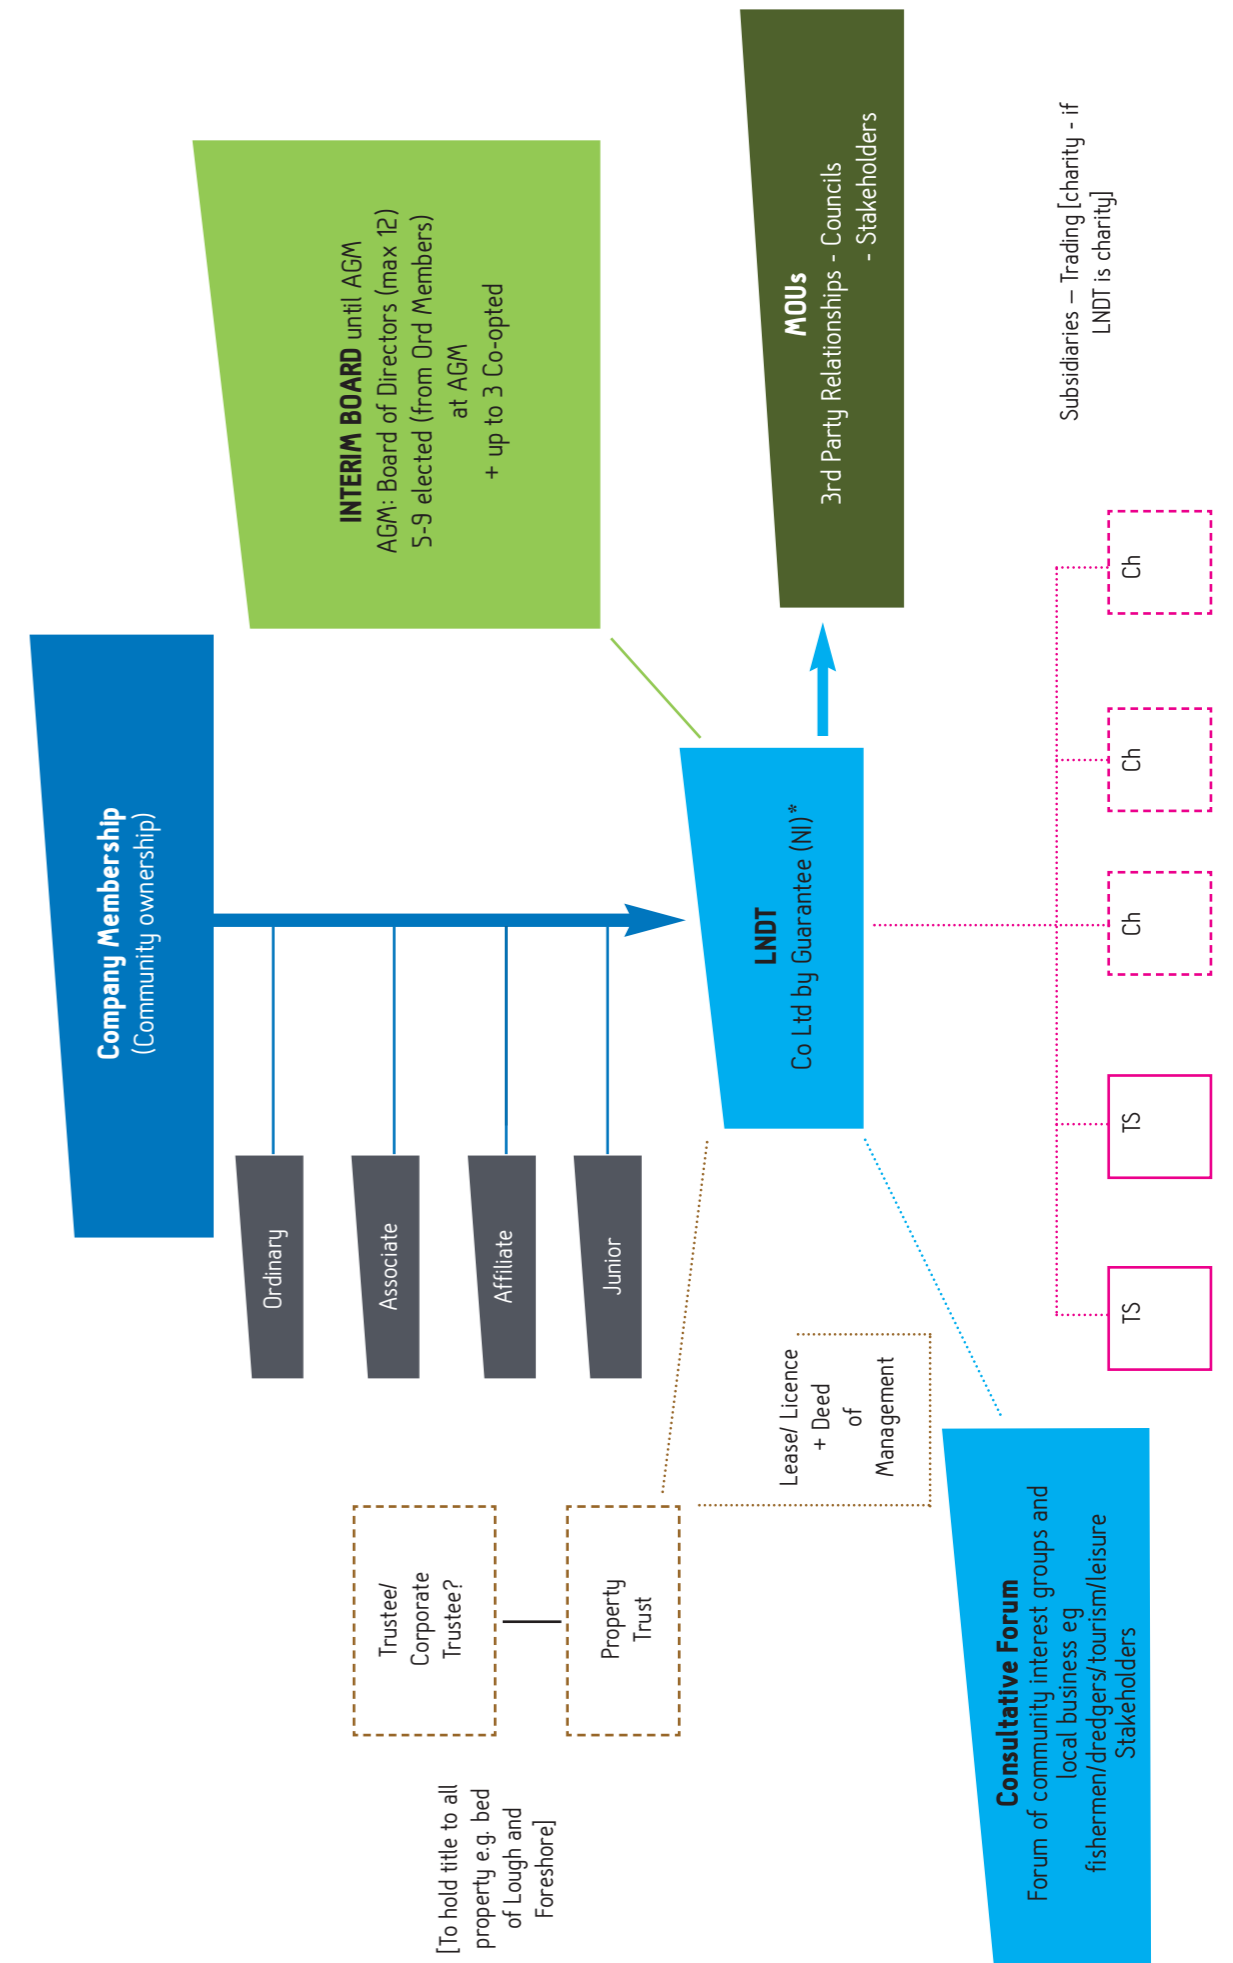 Company Membership
(Community ownership)
Ordinary
Associate
Affiliate
Junior
INTERIM BOARD until AGM
AGM: Board of Directors (max 12)
5-9 elected (from Ord Members)
at AGM
+ up to 3 Co-opted
Trustee/
Corporate
Trustee?
[To hold title to all
property e.g. bed
of Lough and
Foreshore]
Property
Trust
Lease/ Licence
+ Deed
of
Management
LNDT
Co Ltd by Guarantee (NI)*
MOUs
3rd Party Relationships - Councils
- Stakeholders
Consultative Forum
Forum of community interest groups and
local business eg
fishermen/dredgers/tourism/leisure
Stakeholders
TS
TS
Ch
Ch
Ch
Subsidiaries – Trading [charity - if
LNDT is charity]